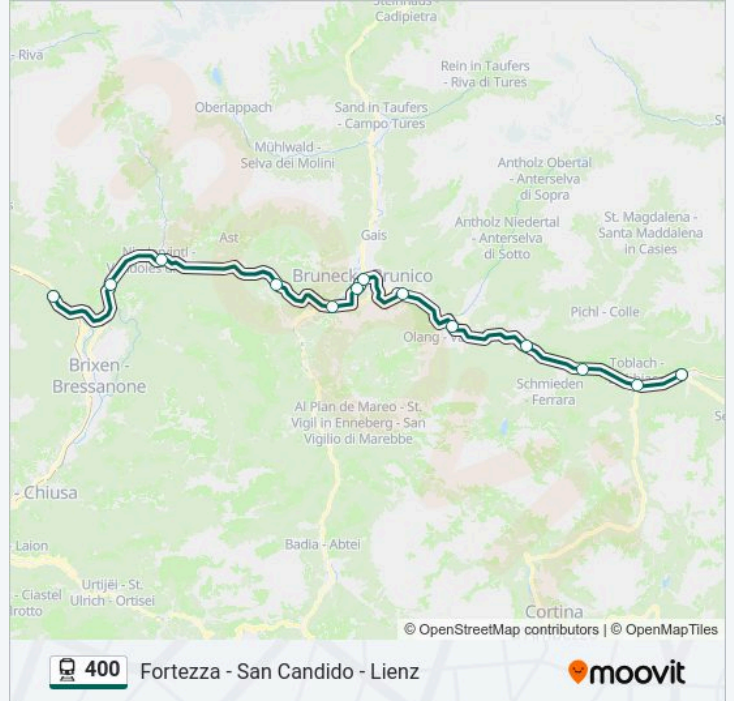 Steinhaus -
Cadipietra
- Riva
Rein in Taufers
- Riva di Tures
Oberlappach
Sand in Taufers
- Campo Tures
St
Mühlwald -
Selva dei Molini
Antholz Obertal
- Anterselva
di Sopra
St. Magdalena -
Santa Maddalena
in Casies
Antholz Niedertal
- Anterselva
di Sotto
Gais
Ast
Bruneck Brunico
Pichl - Colle
Olang - V
Toblach -
Brixen -
Bressanone
Schmieden -
Ferrara
Se
Al Plan de Mareo - St.
Vigil in Enneberg - San
Vigilio di Marebbe
- Chiusa
- Laion
Badia - Abtei
- Ciastel
lrotto
Urtijëi - St.
Ulrich - Ortisei
Cortina
© OpenStreetMap contributors | © OpenMapTiles
400 Fortezza - San Candido - Lienz
moovit